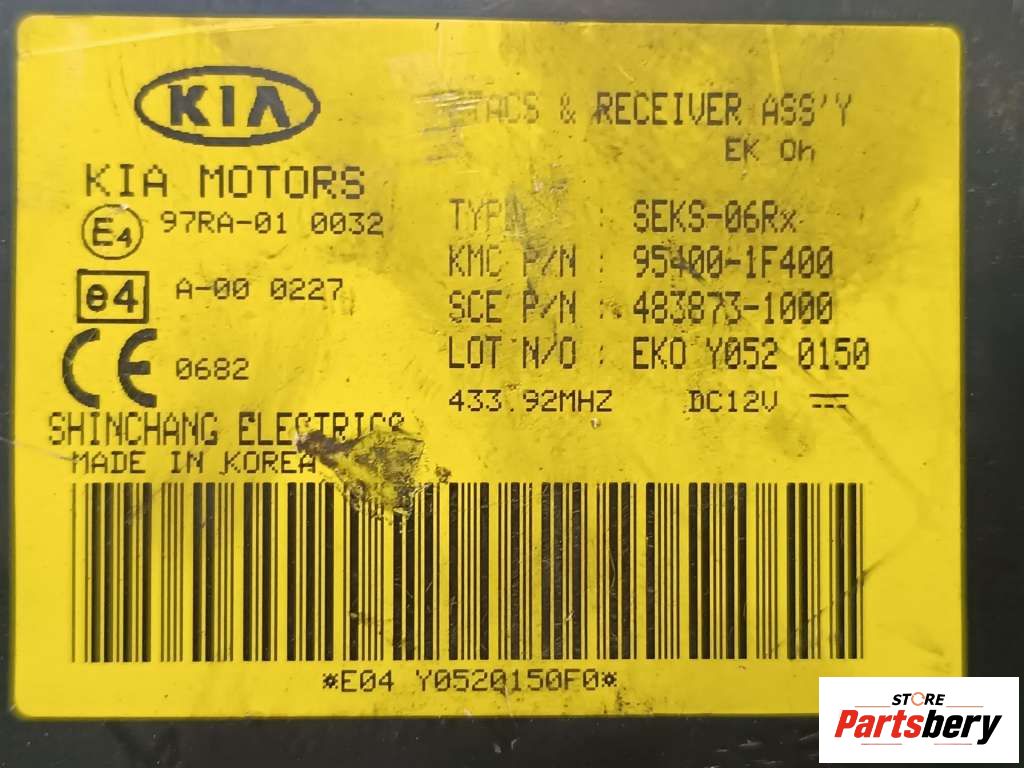 KIA
KIA MOTORS
E4 97RA-01 0032
e4 A-00 0227
CE 0682
SHINCHANG ELECTRICS
MADE IN KOREA
TACS & RECEIVER ASS'Y
EK Oh
TYP : SEKS-06Rx
KMC P/N : 95400-1F400
SCE P/N : 483873-1000
LOT N/O : EKO Y052 0150
433.92MHZ DC12V
*E04 Y0520150F0*
STORE
Partsbery